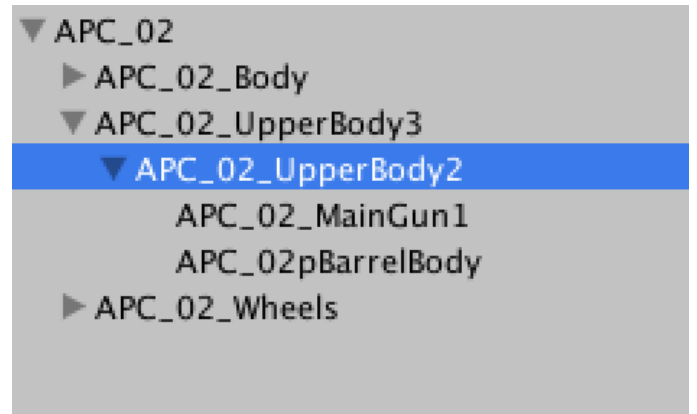 APC_02
APC_02_Body
APC_02_UpperBody3
APC_02_UpperBody2
APC_02_MainGun1
APC_02pBarrelBody
APC_02_Wheels